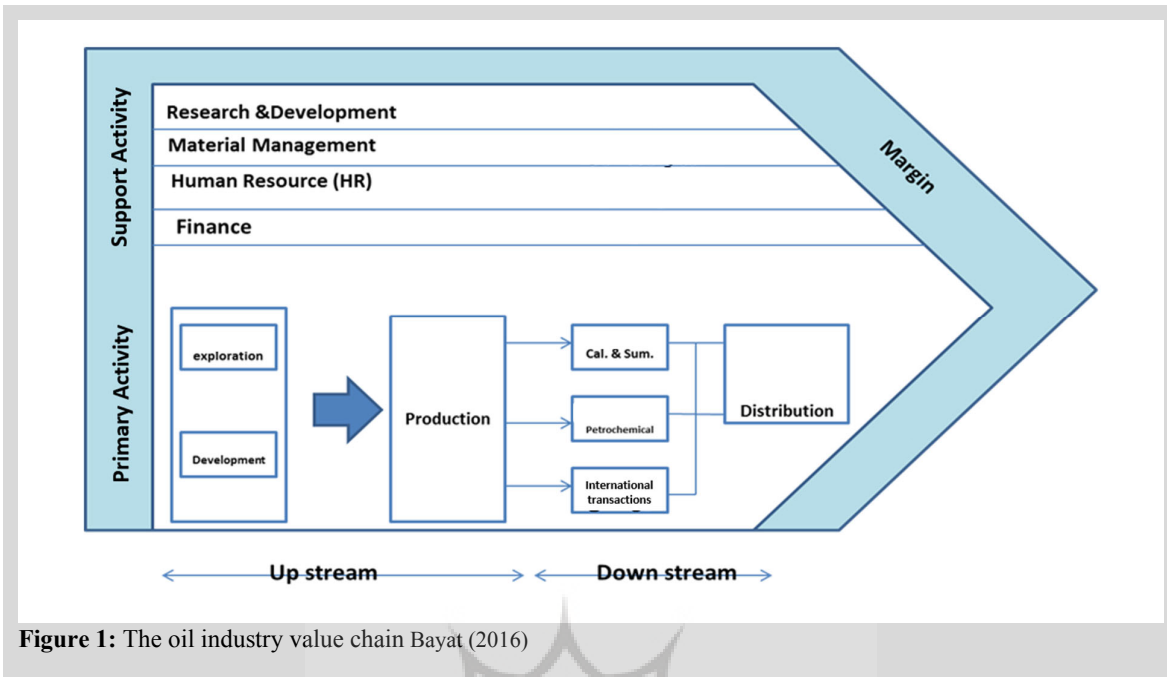 Support Activity
Research &Development
Material Management
Human Resource (HR)
Finance
Margin
Primary Activity
exploration
Development
Production
Cal. & Sum.
Petrochemical
International
transactions
Distribution
Up stream
Down stream
Figure 1: The oil industry value chain Bayat (2016)